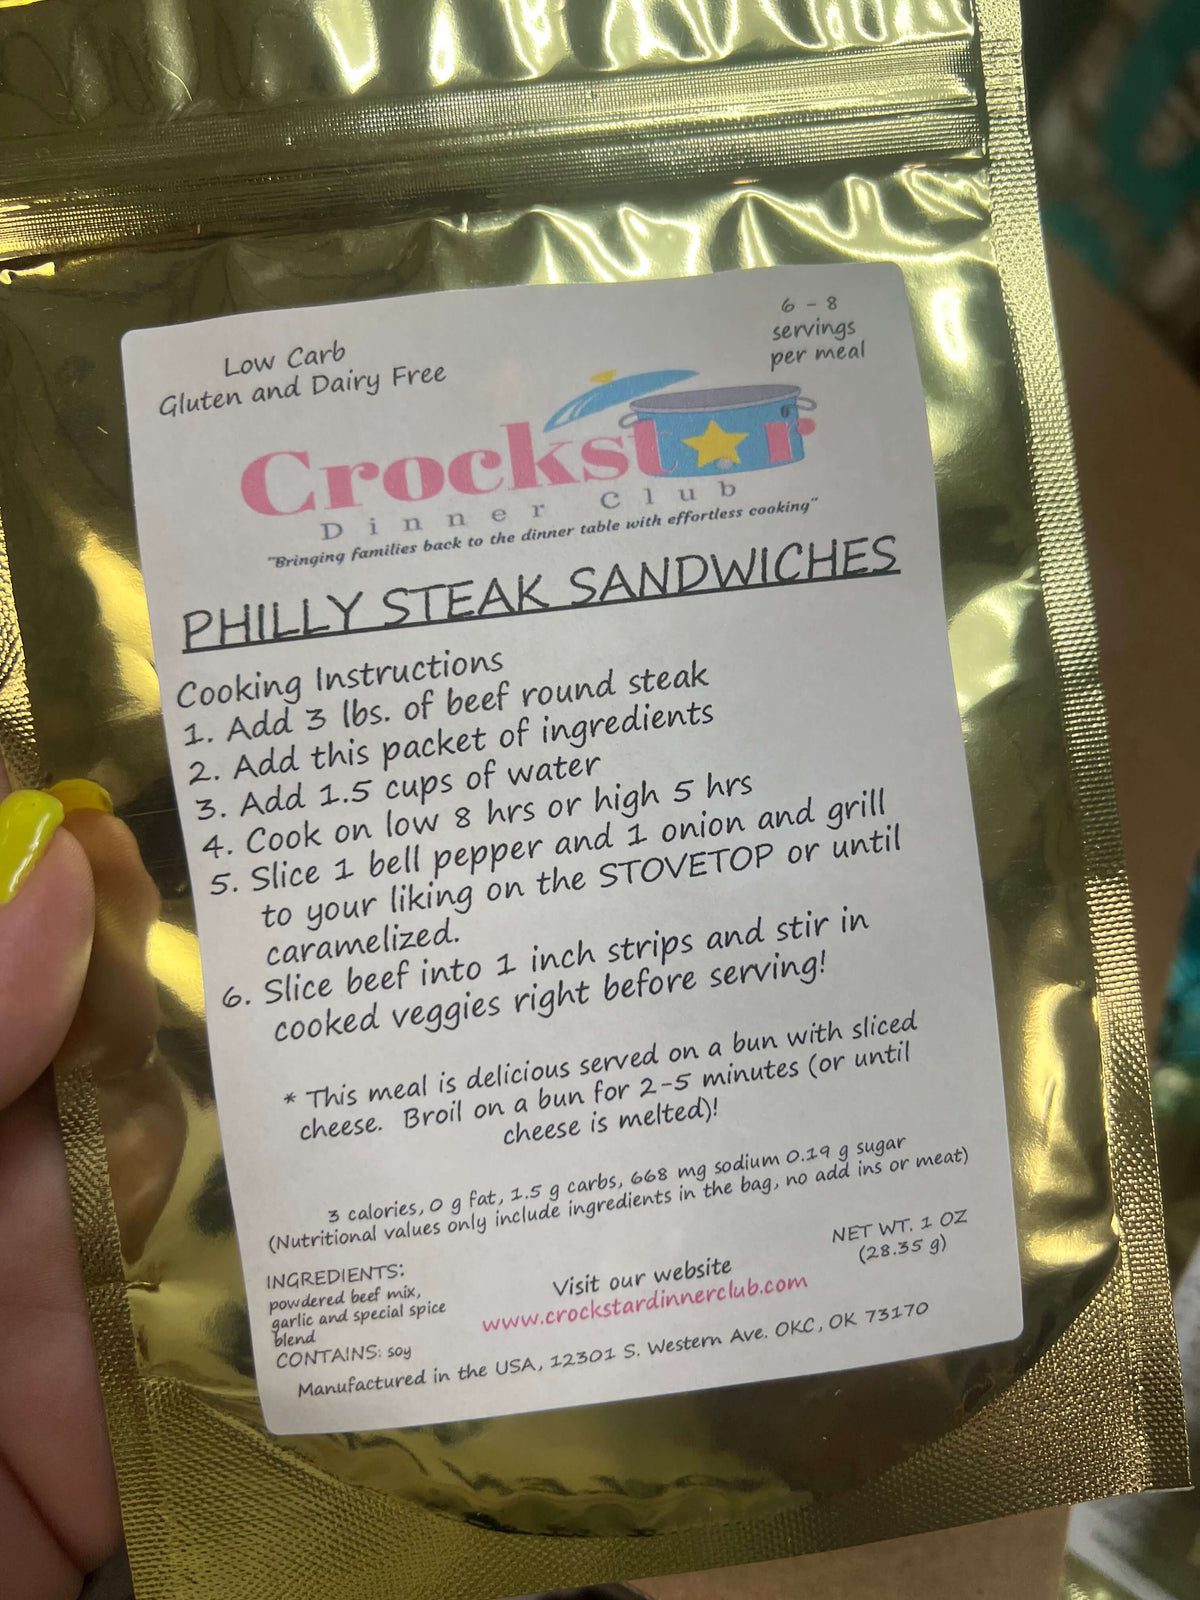 6 - 8
servings
per meal
Low Carb
Gluten and Dairy Free
Crockstar
Dinner Club
"Bringing families back to the dinner table with effortless cooking"
PHILLY STEAK SANDWICHES
Cooking Instructions
1. Add 3 lbs. of beef round steak
2. Add this packet of ingredients
3. Add 1.5 cups of water
4. Cook on low 8 hrs or high 5 hrs
5. Slice 1 bell pepper and 1 onion and grill
to your liking on the STOVETOP or until
caramelized.
6. Slice beef into 1 inch strips and stir in
cooked veggies right before serving!
* This meal is delicious served on a bun with sliced
cheese. Broil on a bun for 2-5 minutes (or until
cheese is melted)!
3 calories, 0 g fat, 1.5 g carbs, 668 mg sodium 0.19 g sugar
(Nutritional values only include ingredients in the bag, no add ins or meat)
NET WT. 1 OZ
(28.35 g)
INGREDIENTS:
powdered beef mix,
garlic and special spice
blend
CONTAINS: soy
Visit our website
www.crockstardinnerclub.com
Manufactured in the USA, 12301 S. Western Ave. OKC, OK 73170